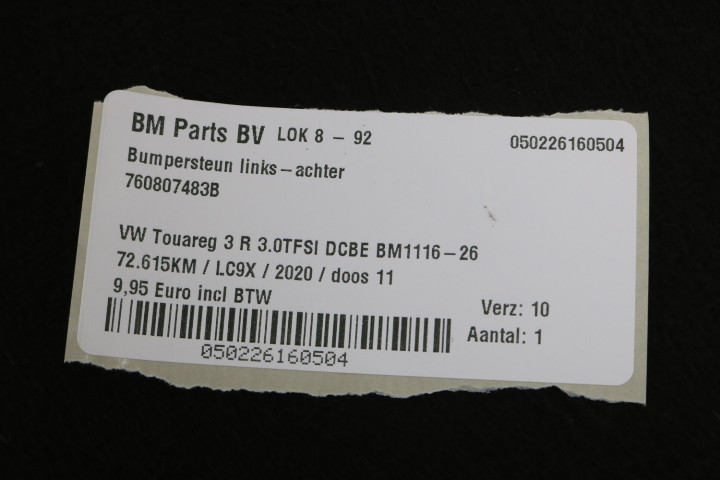 BM Parts BV LOK 8 - 92 050226160504
Bumpersteun links-achter
760807483B
VW Touareg 3 R 3.0TFSI DCBE BM1116-26
72.615KM / LC9X / 2020 / doos 11
9,95 Euro incl BTW
Verz: 10
Aantal: 1
050226160504